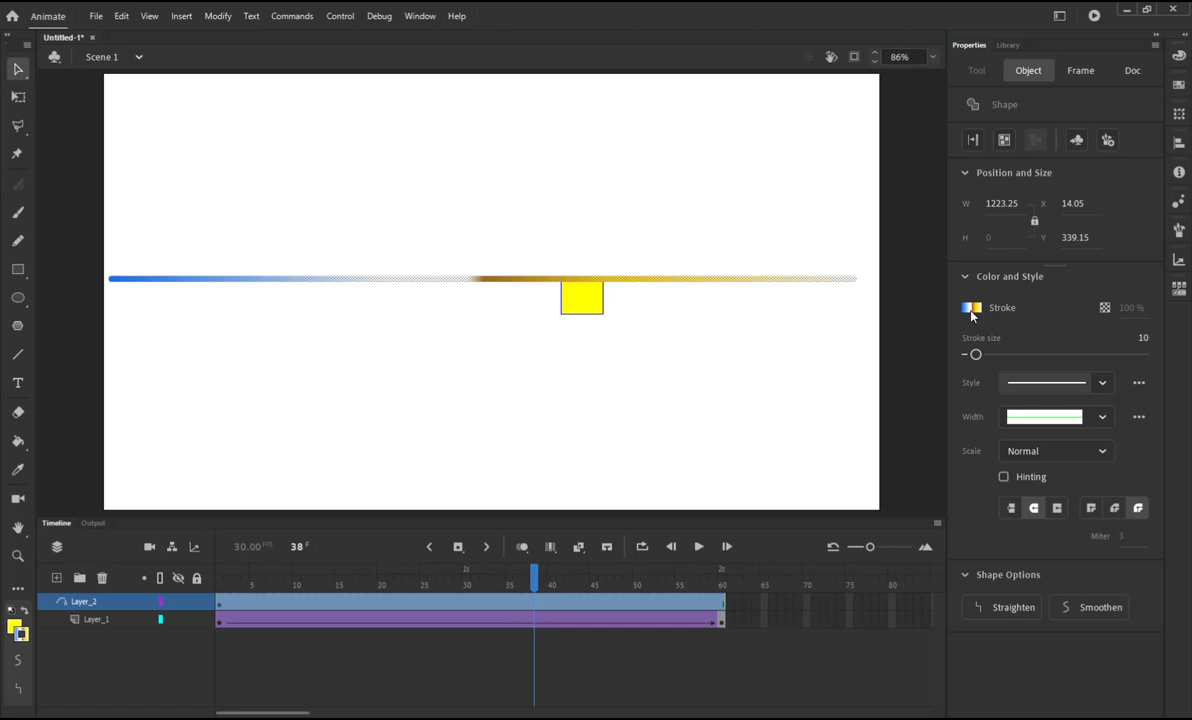 Animate File Edit View Insert Modify Text Commands Control Debug Window Help
Untitled-1* ×
Scene 1
86%
Properties Library
Tool Object Frame Doc
Shape
Position and Size
W 1223.25 X 14.05
H 0 Y 339.15
Color and Style
Stroke 100 %
Stroke size 10
Style
Width
Scale Normal
Hinting
Miter 3
Shape Options
Straighten Smoothen
Timeline Output
30.00 FPS 38 F
1s 2s
5 10 15 20 25 30 35 40 45 50 55 60 65 70 75 80
Layer_2
Layer_1